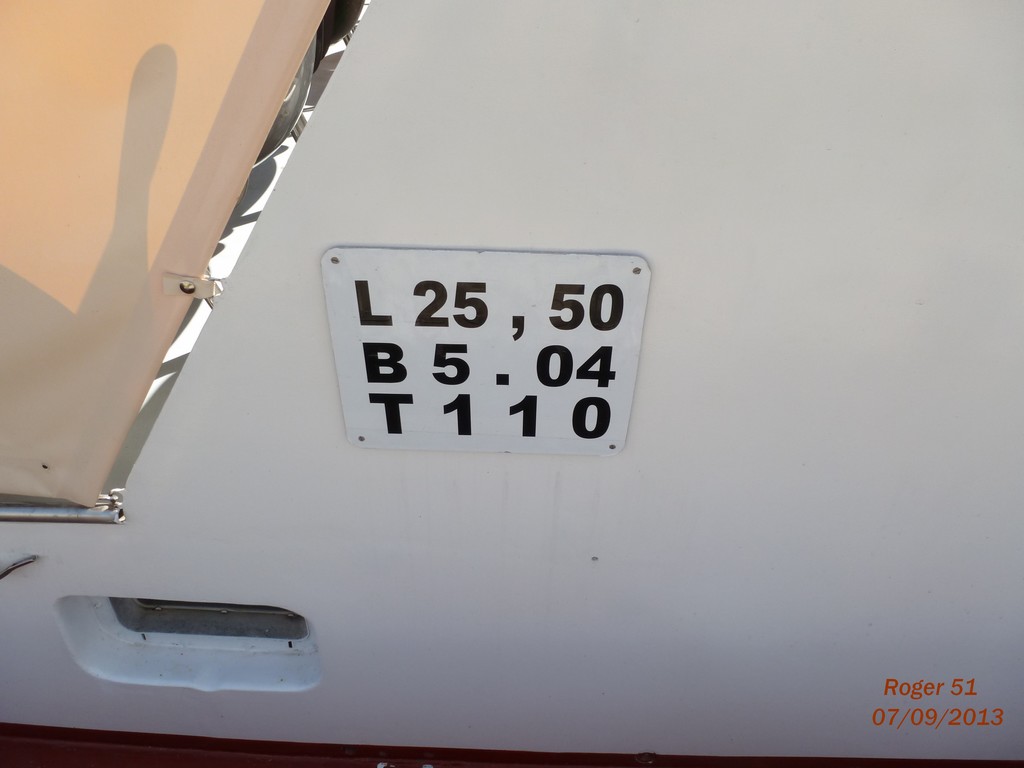 L 25 , 50
B 5 . 04
T 1 1 0
Roger 51
07/09/2013